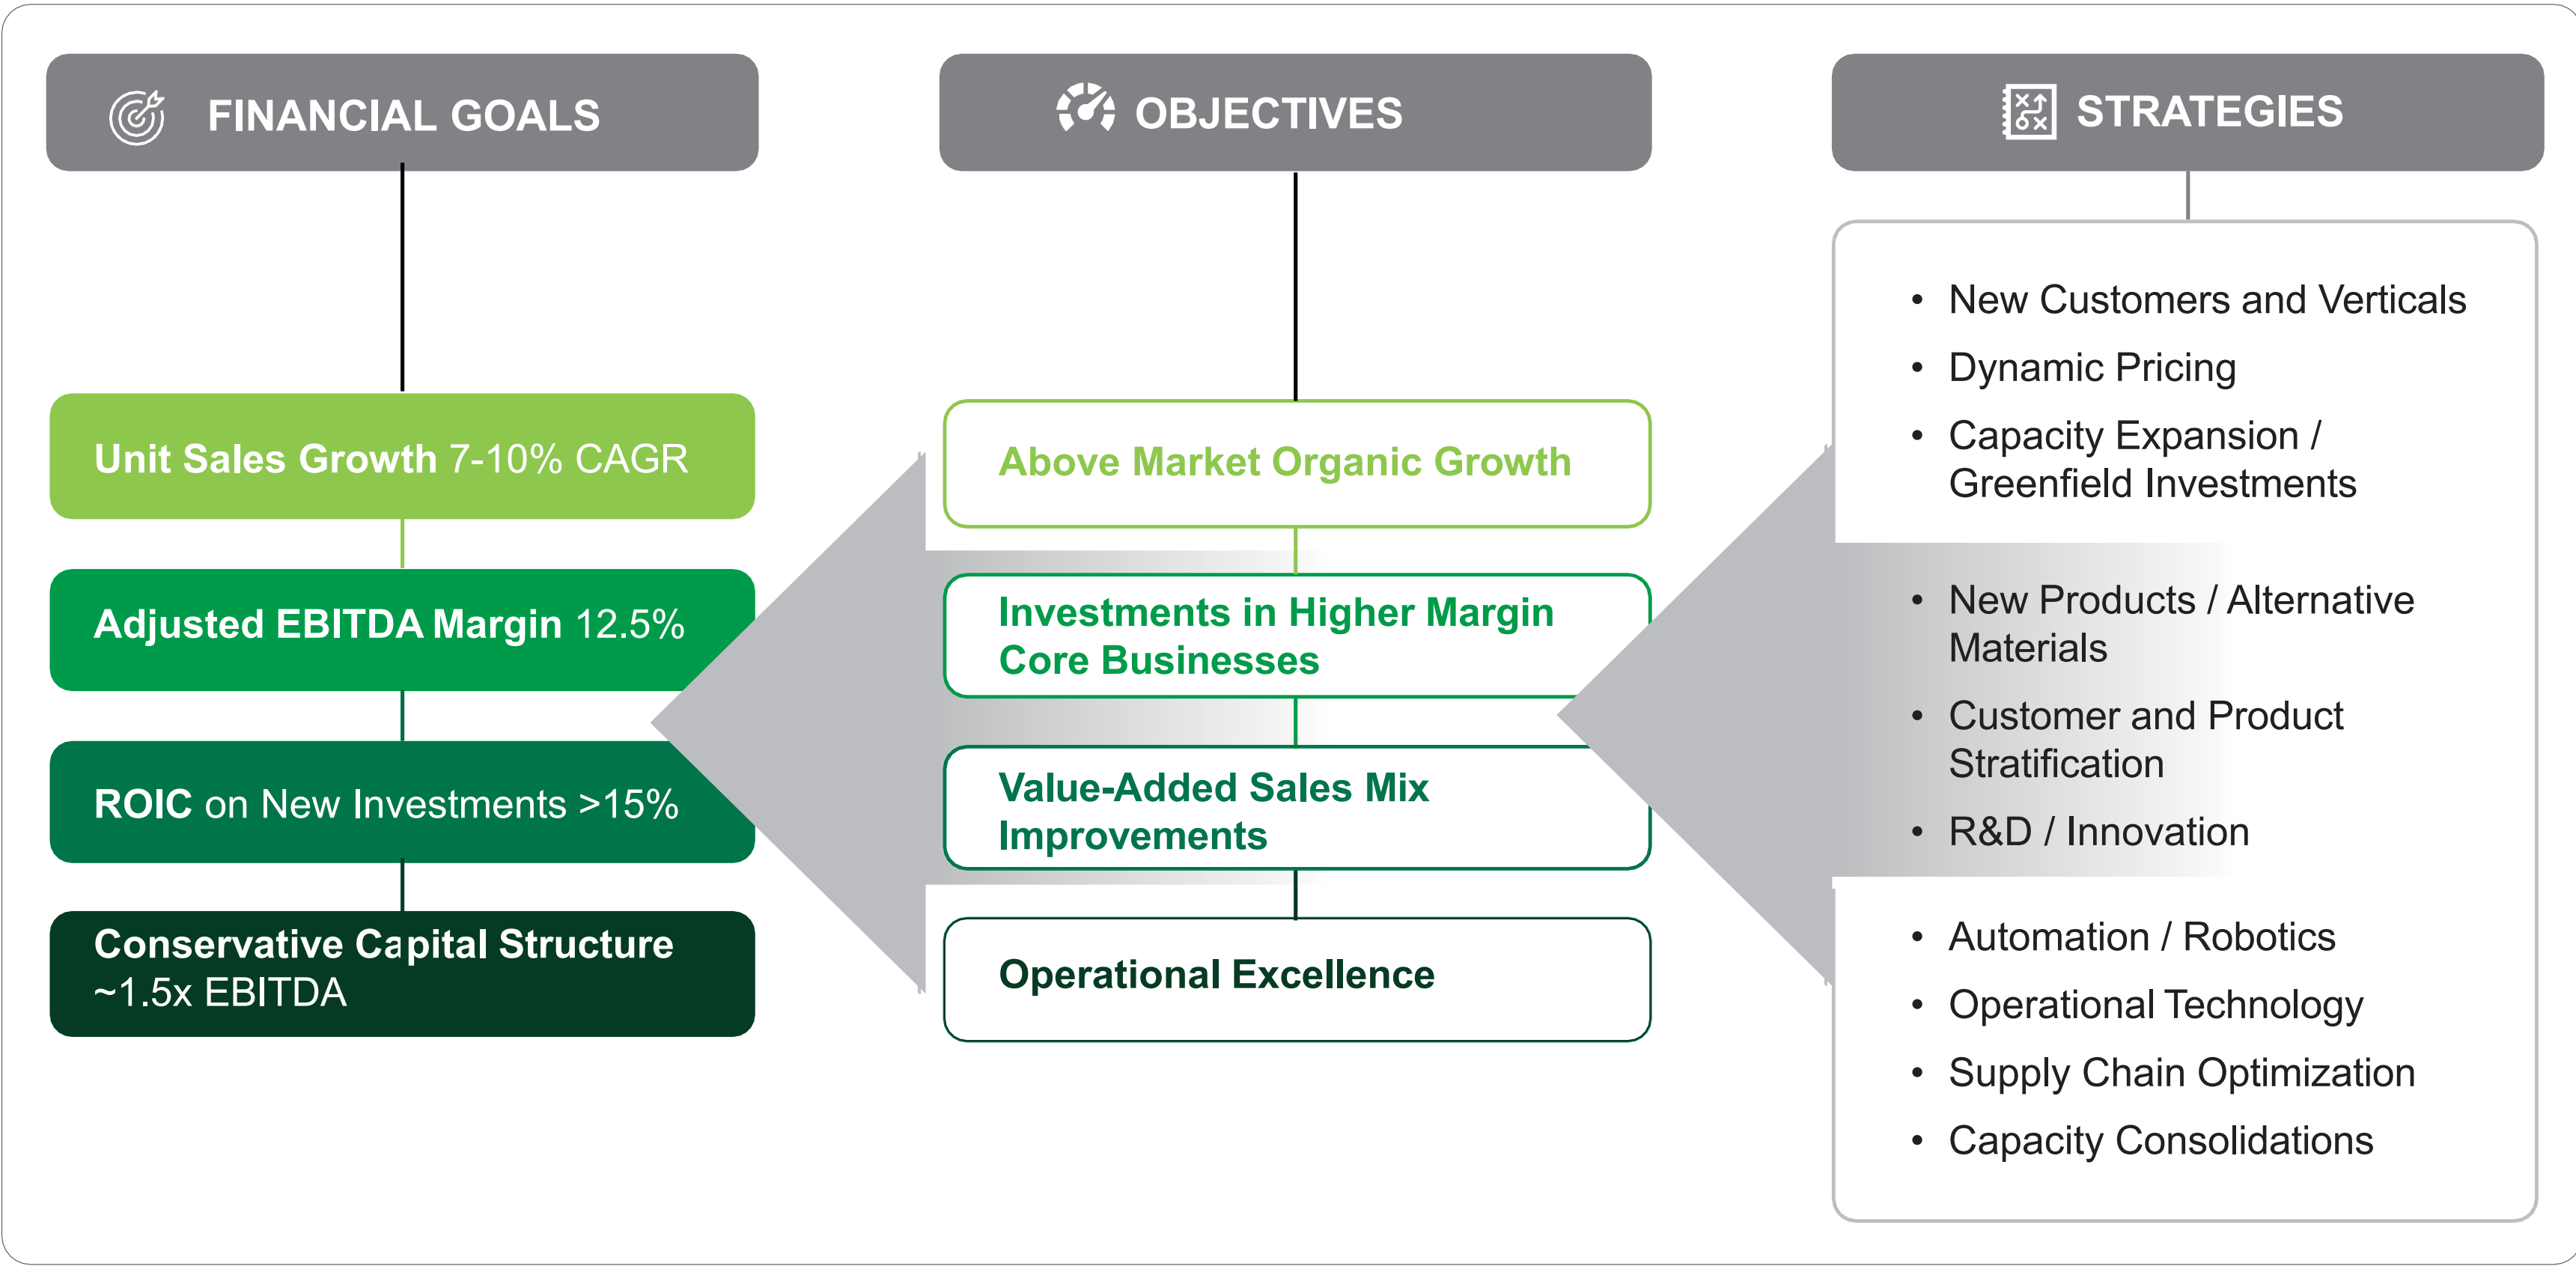 FINANCIAL GOALS
Unit Sales Growth 7-10% CAGR
Adjusted EBITDA Margin 12.5%
ROIC on New Investments >15%
Conservative Capital Structure
~1.5x EBITDA
OBJECTIVES
Above Market Organic Growth
Investments in Higher Margin
Core Businesses
Value-Added Sales Mix
Improvements
Operational Excellence
STRATEGIES
• New Customers and Verticals
• Dynamic Pricing
• Capacity Expansion /
Greenfield Investments
• New Products / Alternative
Materials
• Customer and Product
Stratification
• R&D / Innovation
• Automation / Robotics
• Operational Technology
• Supply Chain Optimization
• Capacity Consolidations